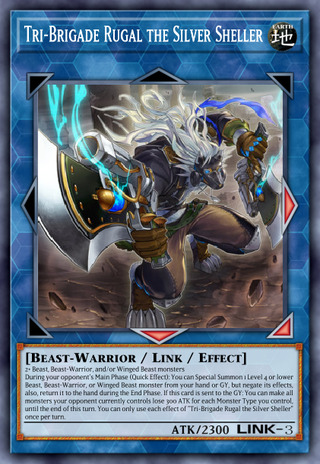 Tri-Brigade Rugal the Silver Sheller
EARTH
地
[Beast-Warrior / Link / Effect]
2+ Beast, Beast-Warrior, and/or Winged Beast monsters
During your opponent's Main Phase (Quick Effect): You can Special Summon 1 Level 4 or lower
Beast, Beast-Warrior, or Winged Beast monster from your hand or GY, but negate its effects,
also, return it to the hand during the End Phase. If this card is sent to the GY: You can make all
monsters your opponent currently controls lose ATK for each Monster Type you control,
until the end of this turn. You can only use each effect of "Tri-Brigade Rugal the Silver Sheller"
once per turn.
ATK/2300 LINK-3